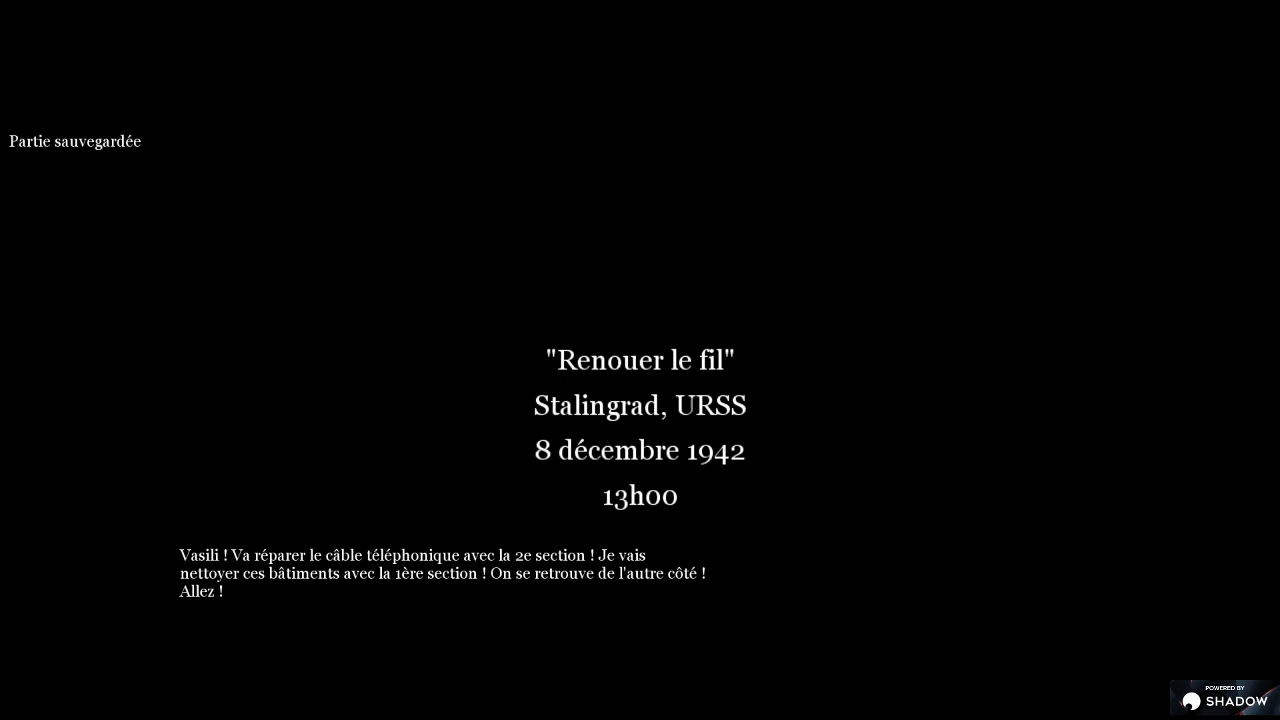 Partie sauvegardée
"Renouer le fil"
Stalingrad, URSS
8 décembre 1942
13h00
Vasili ! Va réparer le câble téléphonique avec la 2e section ! Je vais
nettoyer ces bâtiments avec la 1ère section ! On se retrouve de l'autre côté !
Allez !
POWERED BY
SHADOW